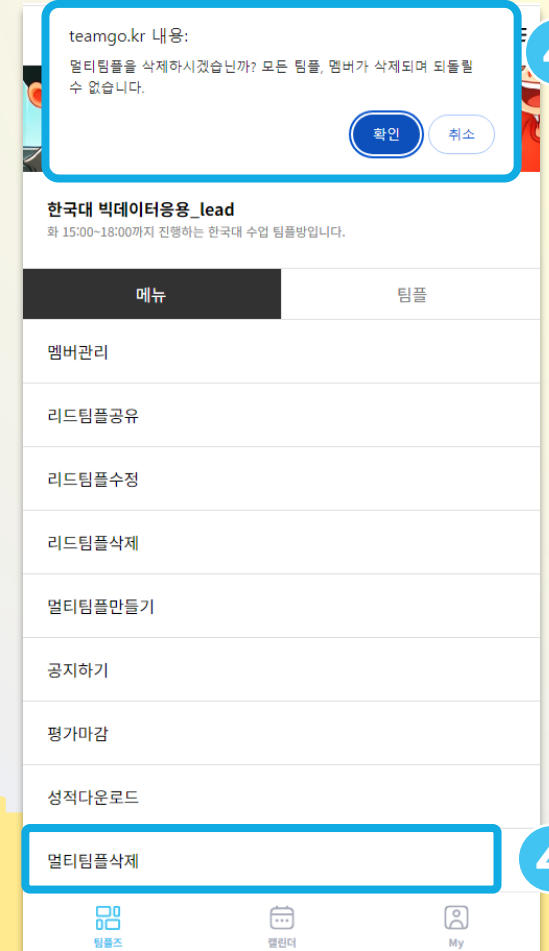 teamgo.kr 내용:
멀티팀플을 삭제하시겠습닌까? 모든 팀플, 멤버가 삭제되며 되돌릴
수 없습니다.
확인
취소
한국대 빅데이터응용_lead
화 15:00~18:00까지 진행하는 한국대 수업 팀플방입니다.
메뉴
팀플
멤버관리
리드팀플공유
리드팀플수정
리드팀플삭제
멀티팀플만들기
공지하기
평가마감
성적다운로드
멀티팀플삭제
팀플즈
캘린더
My